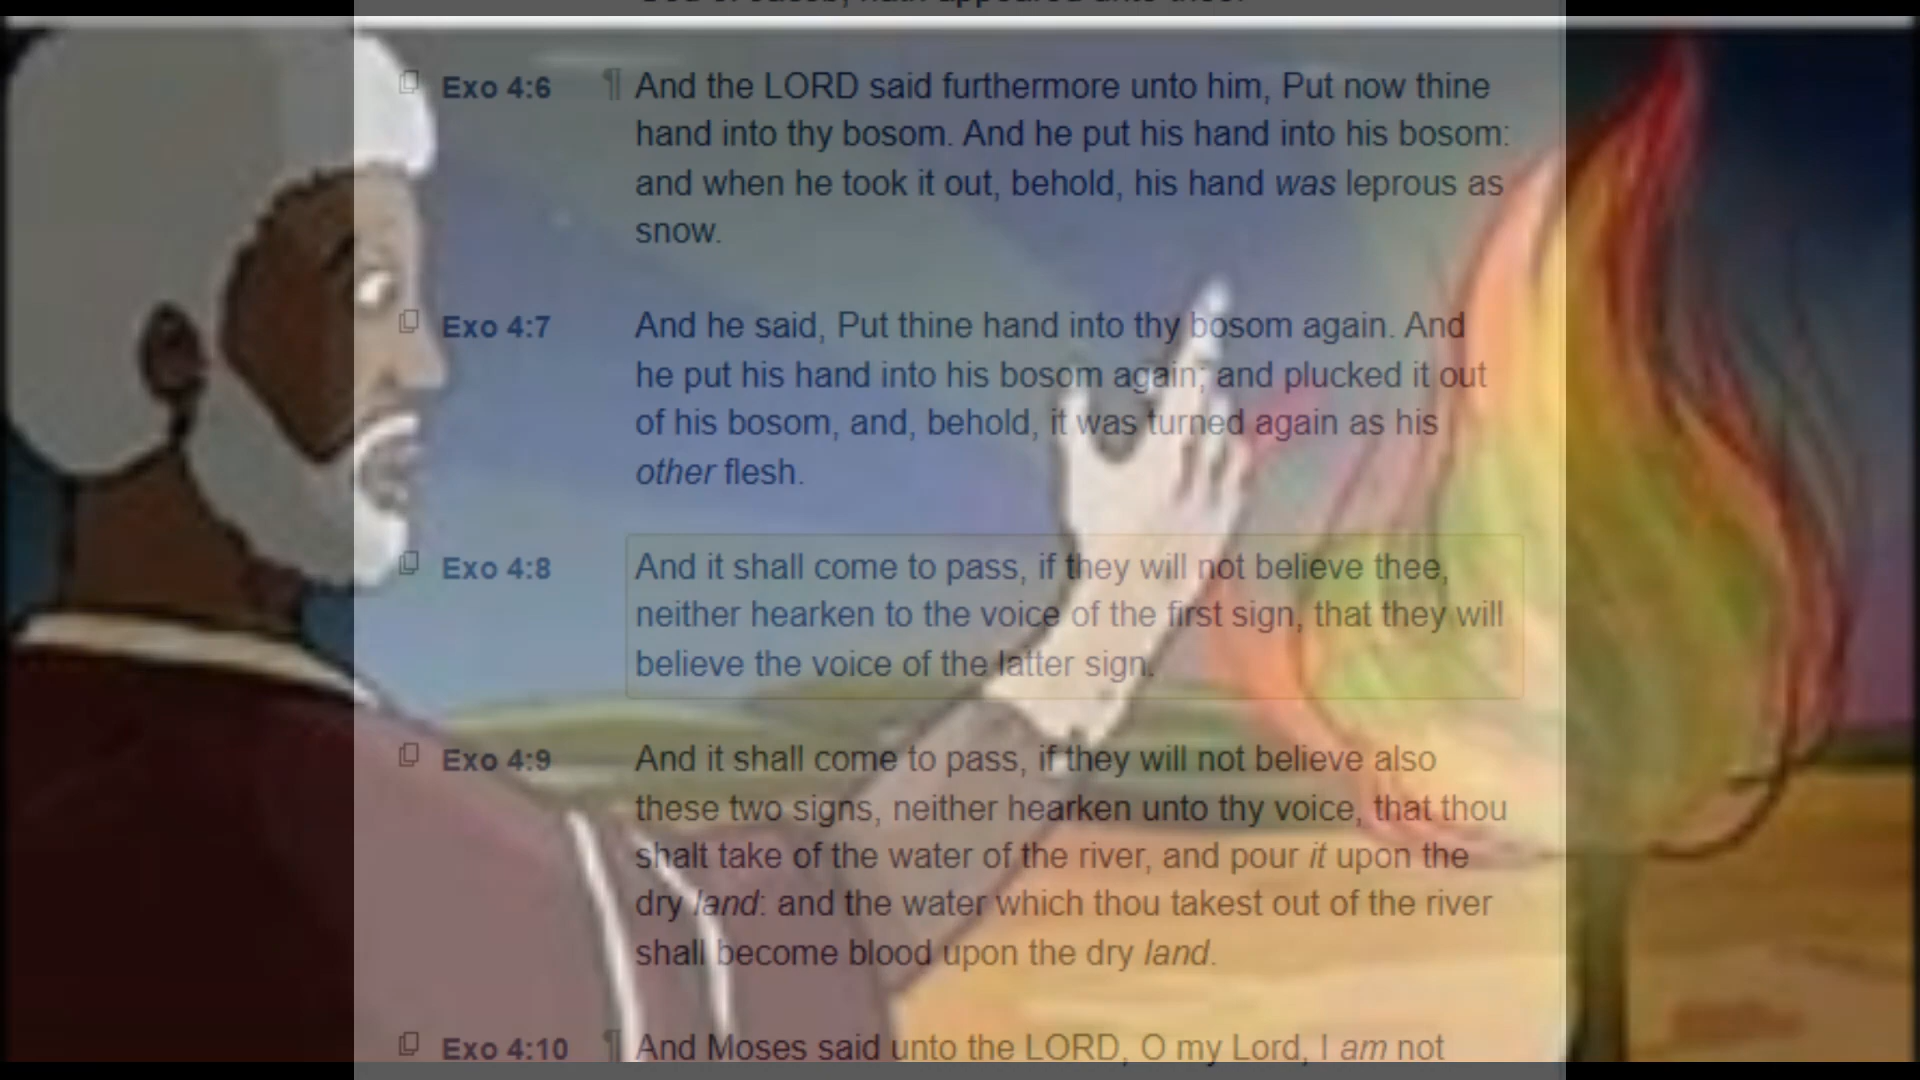 God of Jacob, hath appeared unto thee.
Exo 4:6 ¶ And the LORD said furthermore unto him, Put now thine
hand into thy bosom. And he put his hand into his bosom:
and when he took it out, behold, his hand was leprous as
snow.
Exo 4:7 And he said, Put thine hand into thy bosom again. And
he put his hand into his bosom again; and plucked it out
of his bosom, and, behold, it was turned again as his
other flesh.
Exo 4:8 And it shall come to pass, if they will not believe thee,
neither hearken to the voice of the first sign, that they will
believe the voice of the latter sign.
Exo 4:9 And it shall come to pass, if they will not believe also
these two signs, neither hearken unto thy voice, that thou
shalt take of the water of the river, and pour it upon the
dry land: and the water which thou takest out of the river
shall become blood upon the dry land.
Exo 4:10 ¶ And Moses said unto the LORD, O my Lord, I am not